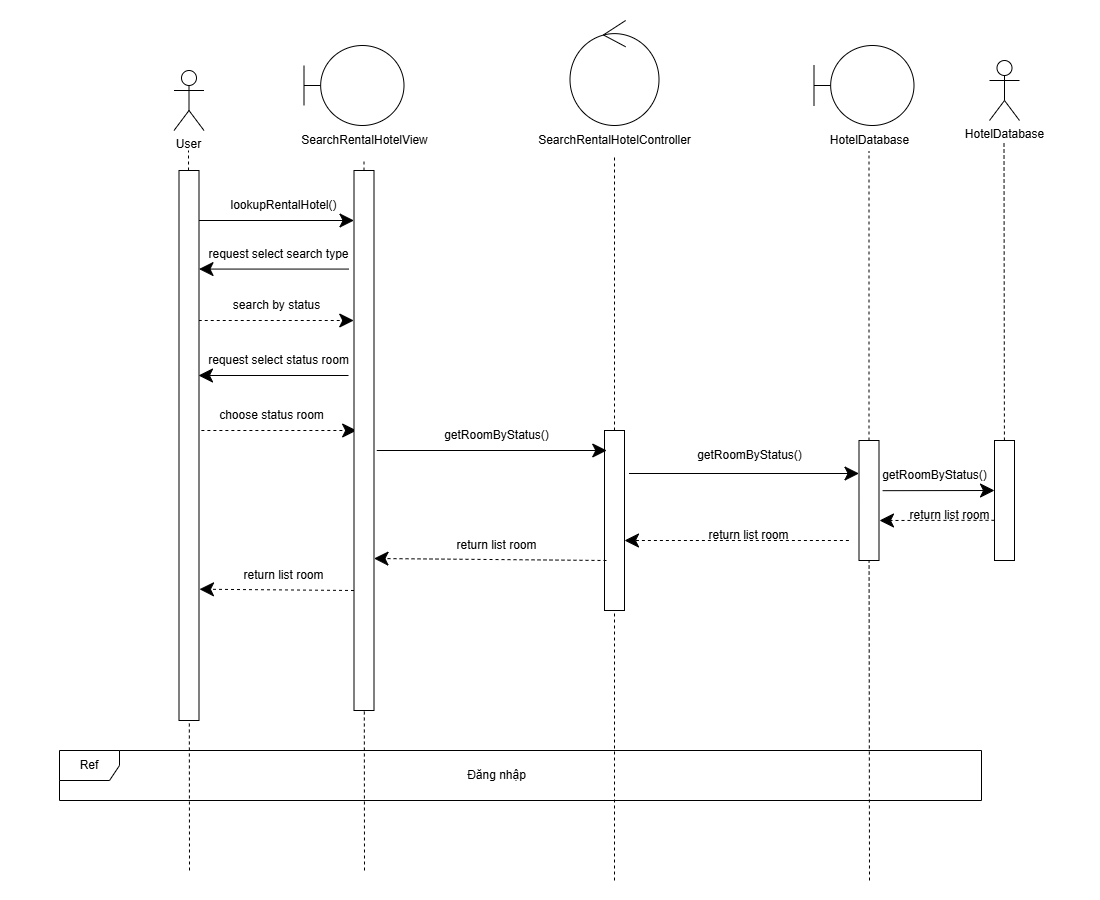 User
SearchRentalHotelView
SearchRentalHotelController
HotelDatabase
HotelDatabase
lookupRentalHotel()
request select search type
search by status
request select status room
choose status room
getRoomByStatus()
getRoomByStatus()
getRoomByStatus()
return list room
return list room
return list room
return list room
Ref
Đăng nhập